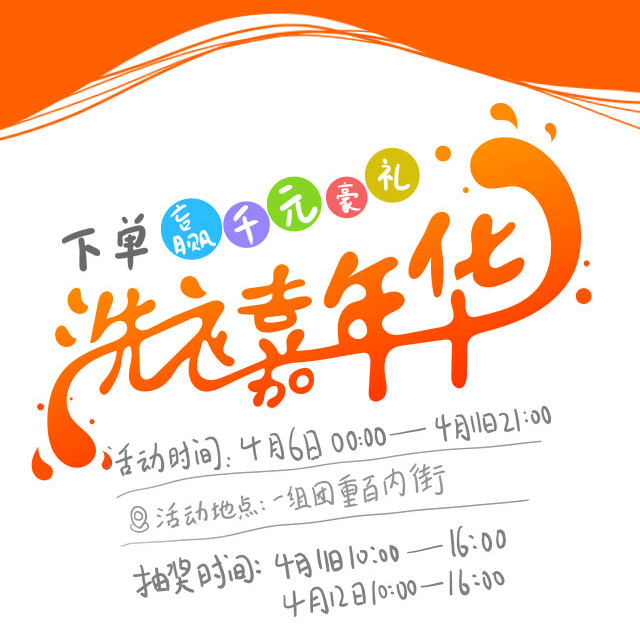 下单赢千元豪礼
洗衣嘉年华
活动时间:4月6日00:00—4月11日21:00
活动地点:一组团重百内街
抽奖时间:4月11日10:00—16:00
4月12日10:00—16:00